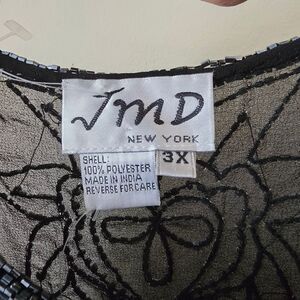 JMD
NEW YORK
3X
SHELL:
100% POLYESTER
MADE IN INDIA
REVERSE FOR CARE